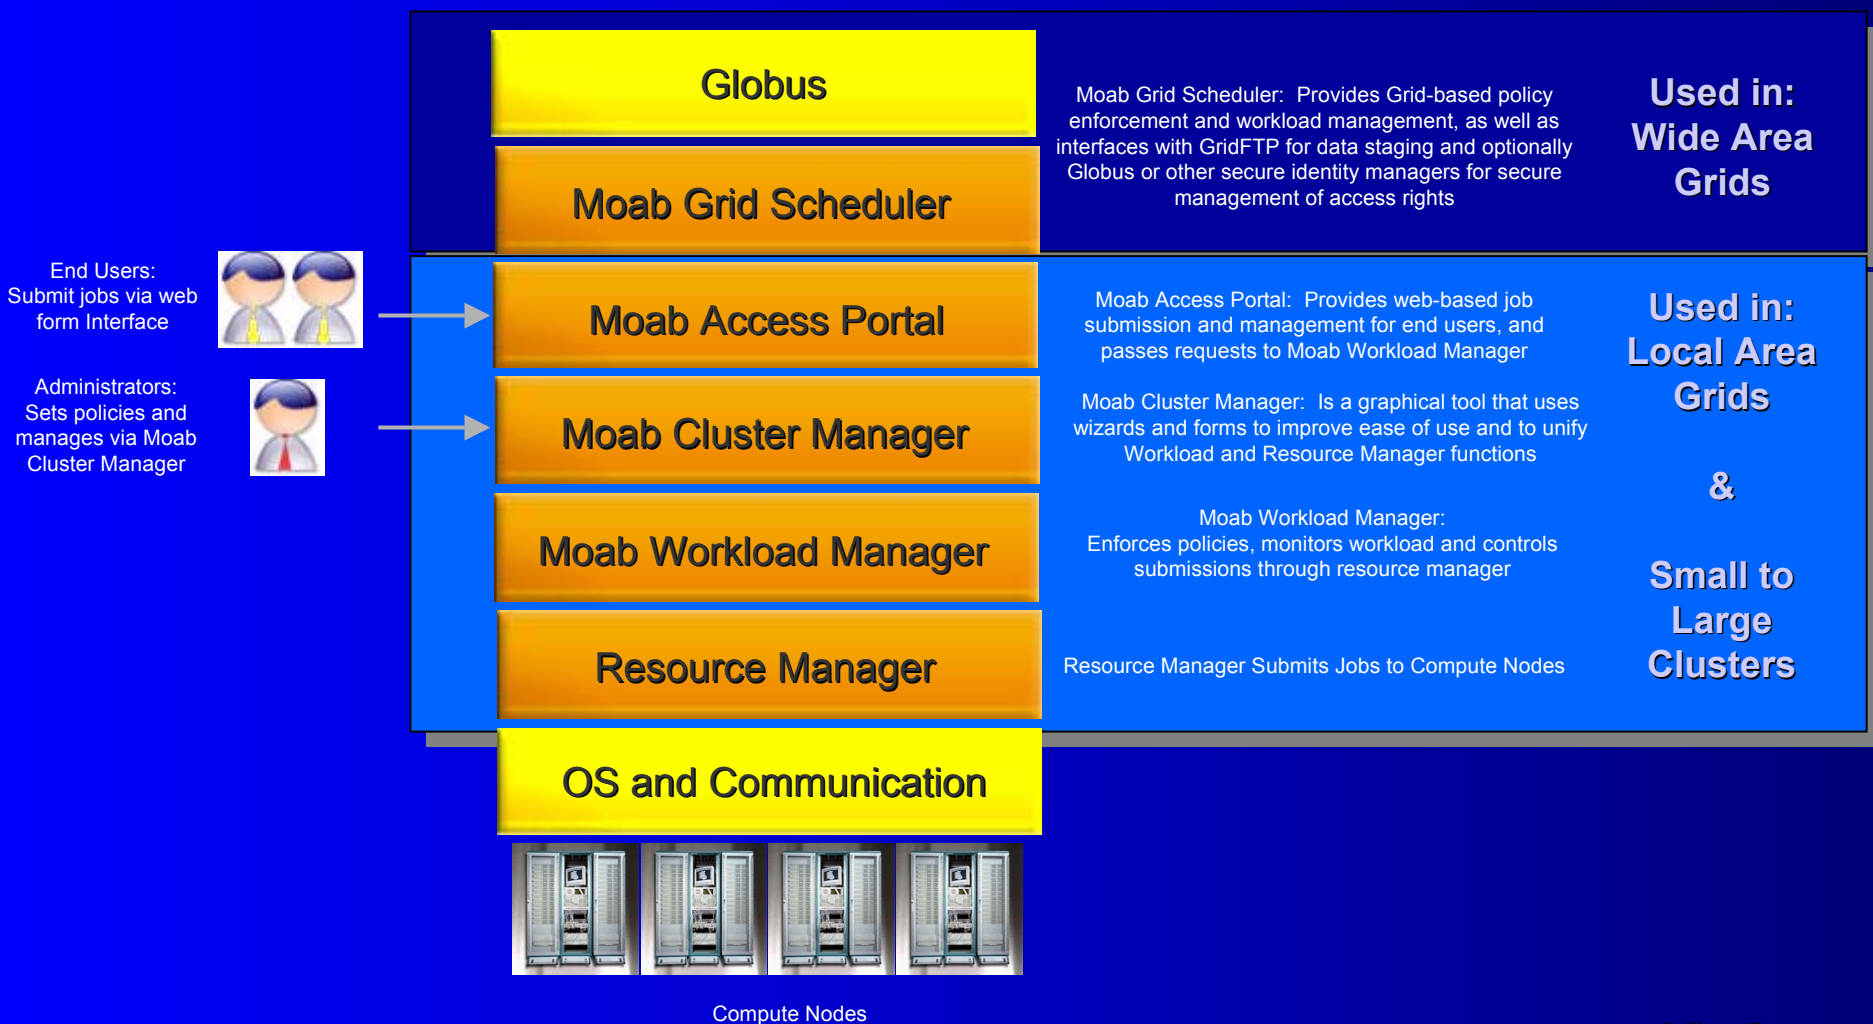 Globus
Moab Grid Scheduler: Provides Grid-based policy
enforcement and workload management, as well as
interfaces with GridFTP for data staging and optionally
Globus or other secure identity managers for secure
management of access rights
Used in:
Wide Area
Grids
Moab Grid Scheduler
End Users:
Submit jobs via web
form Interface
Moab Access Portal
Moab Access Portal: Provides web-based job
submission and management for end users, and
passes requests to Moab Workload Manager
Used in:
Local Area
Grids
&
Small to
Large
Clusters
Administrators:
Sets policies and
manages via Moab
Cluster Manager
Moab Cluster Manager
Moab Cluster Manager: Is a graphical tool that uses
wizards and forms to improve ease of use and to unify
Workload and Resource Manager functions
Moab Workload Manager
Moab Workload Manager:
Enforces policies, monitors workload and controls
submissions through resource manager
Resource Manager
Resource Manager Submits Jobs to Compute Nodes
OS and Communication
Compute Nodes